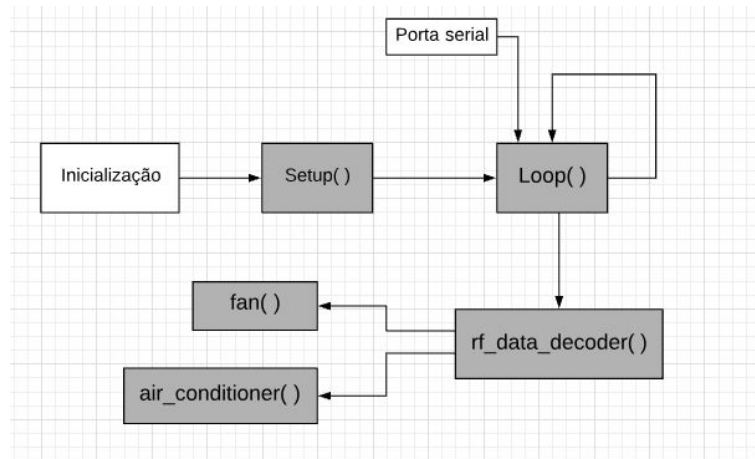 Porta serial
Inicialização
Setup( )
Loop( )
fan( )
rf_data_decoder( )
air_conditioner( )